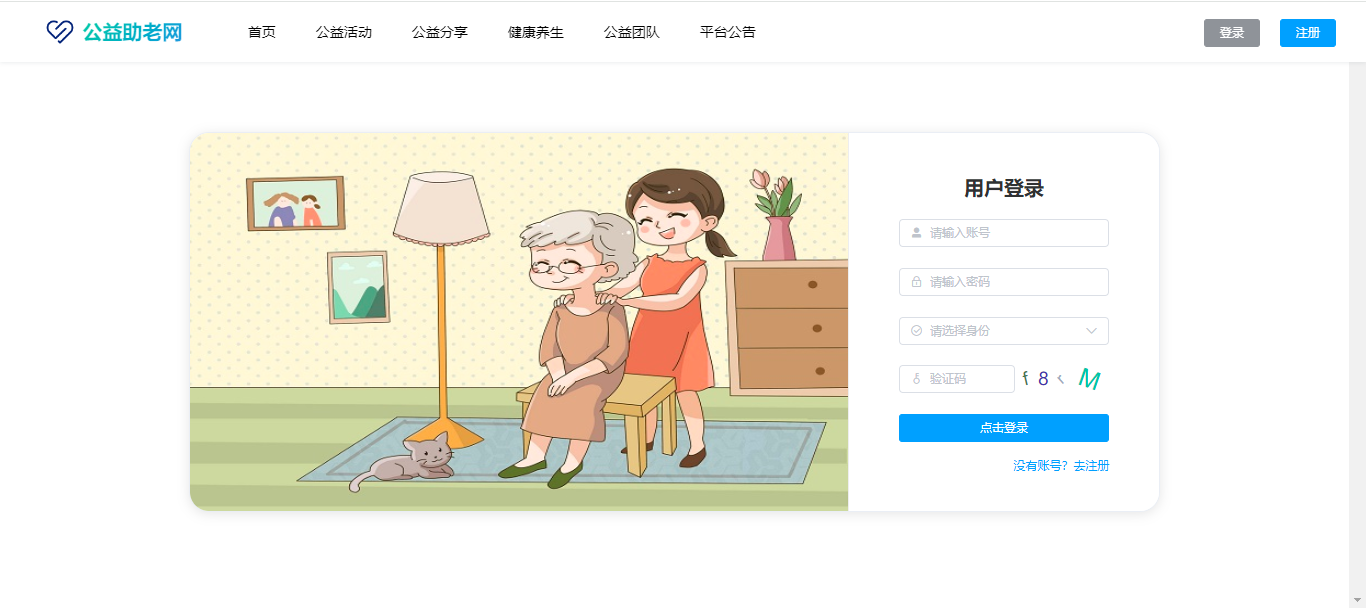 公益助老网
首页 公益活动 公益分享 健康养生 公益团队 平台公告
登录 注册
用户登录
请输入账号
请输入密码
请选择身份
验证码
f 8 M
点击登录
没有账号？去注册